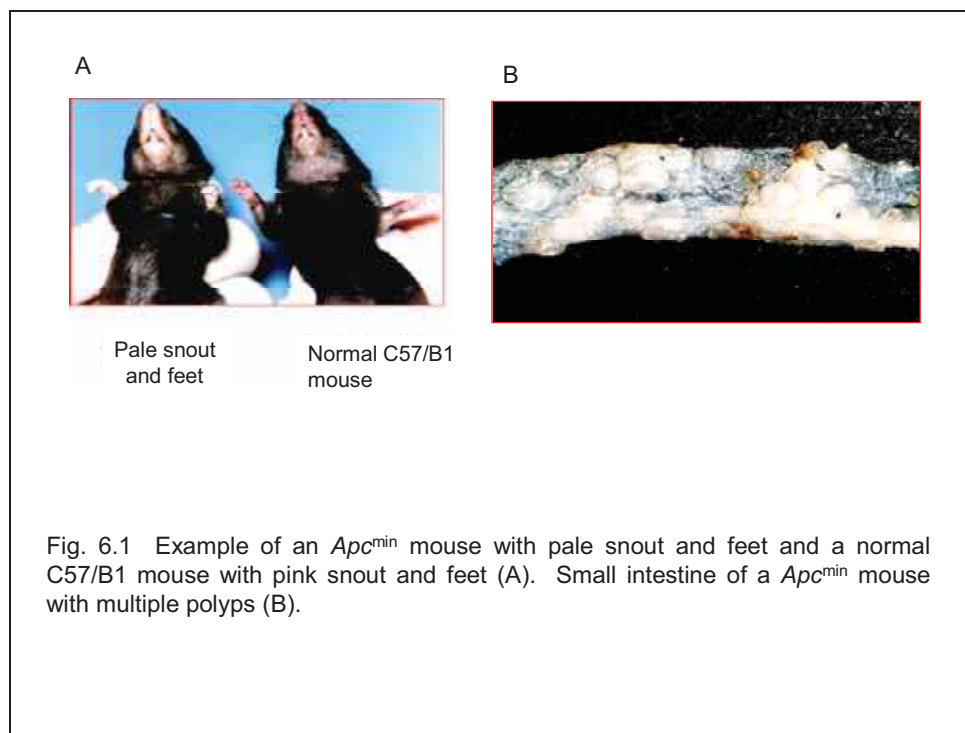 A
B
Pale snout
and feet
Normal C57/B1
mouse
Fig. 6.1 Example of an Apcmin mouse with pale snout and feet and a normal
C57/B1 mouse with pink snout and feet (A). Small intestine of a Apcmin mouse
with multiple polyps (B).